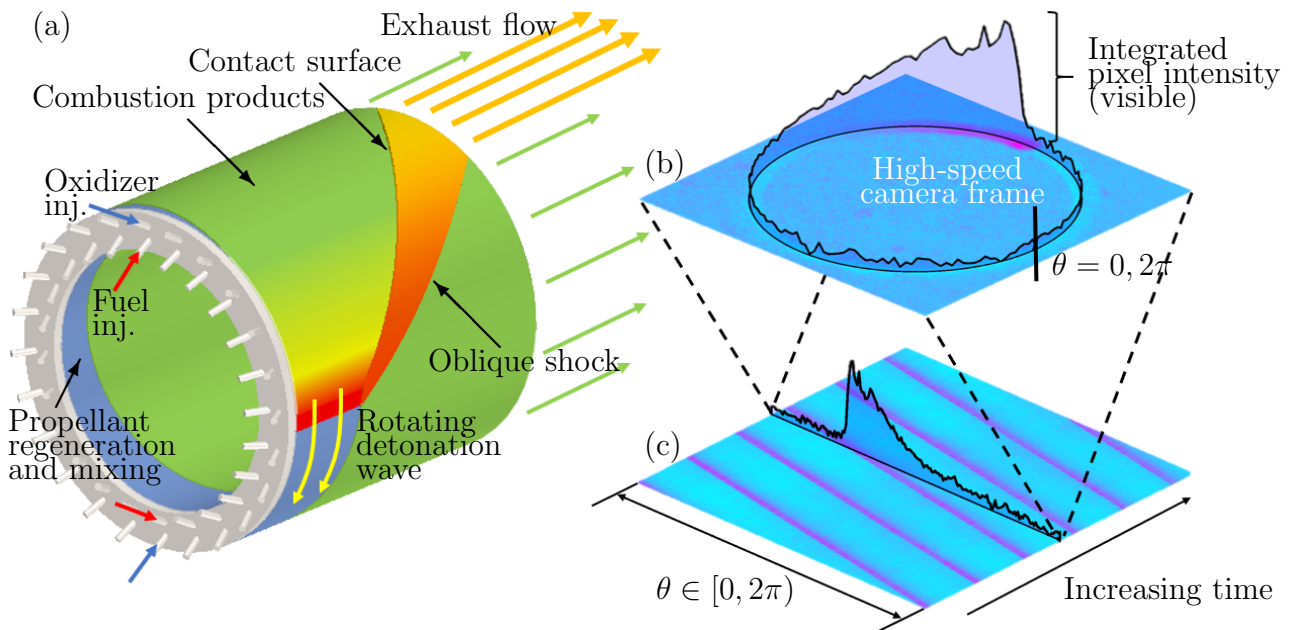 (a)
Exhaust flow
Contact surface
Combustion products
Oxidizer
inj.
Fuel
inj.
Oblique shock
Propellant
regeneration
and mixing
Rotating
detonation
wave
Integrated
pixel intensity
(visible)
(b)
High-speed
camera frame
θ = 0, 2π
(c)
θ ∈ [0, 2π)
Increasing time